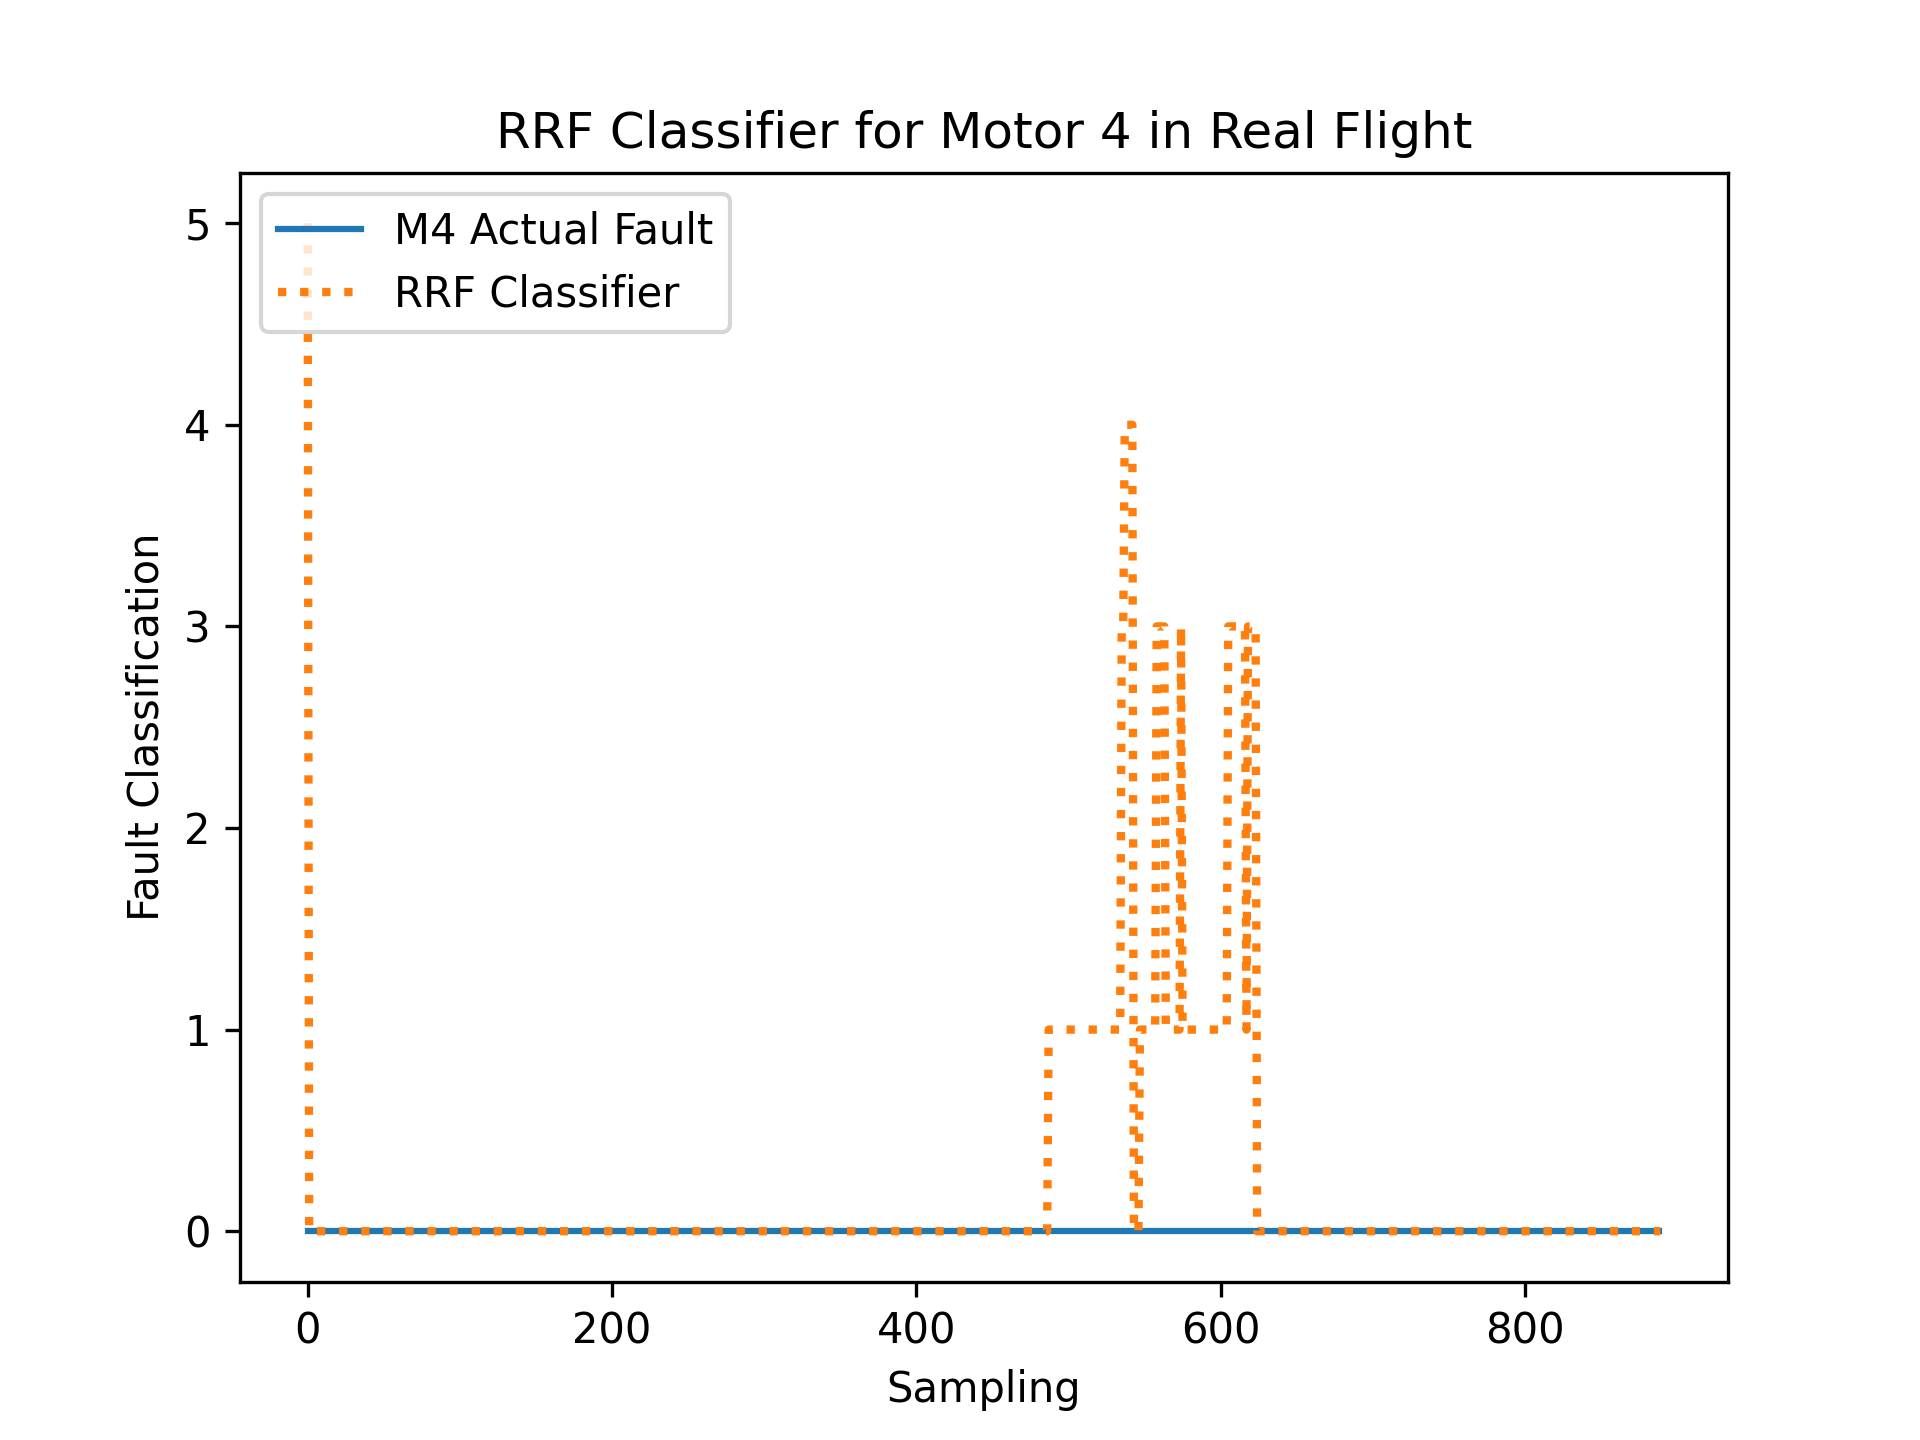 RRF Classifier for Motor 4 in Real Flight
M4 Actual Fault
RRF Classifier
Fault Classification
5
4
3
2
1
0
0 200 400 600 800
Sampling